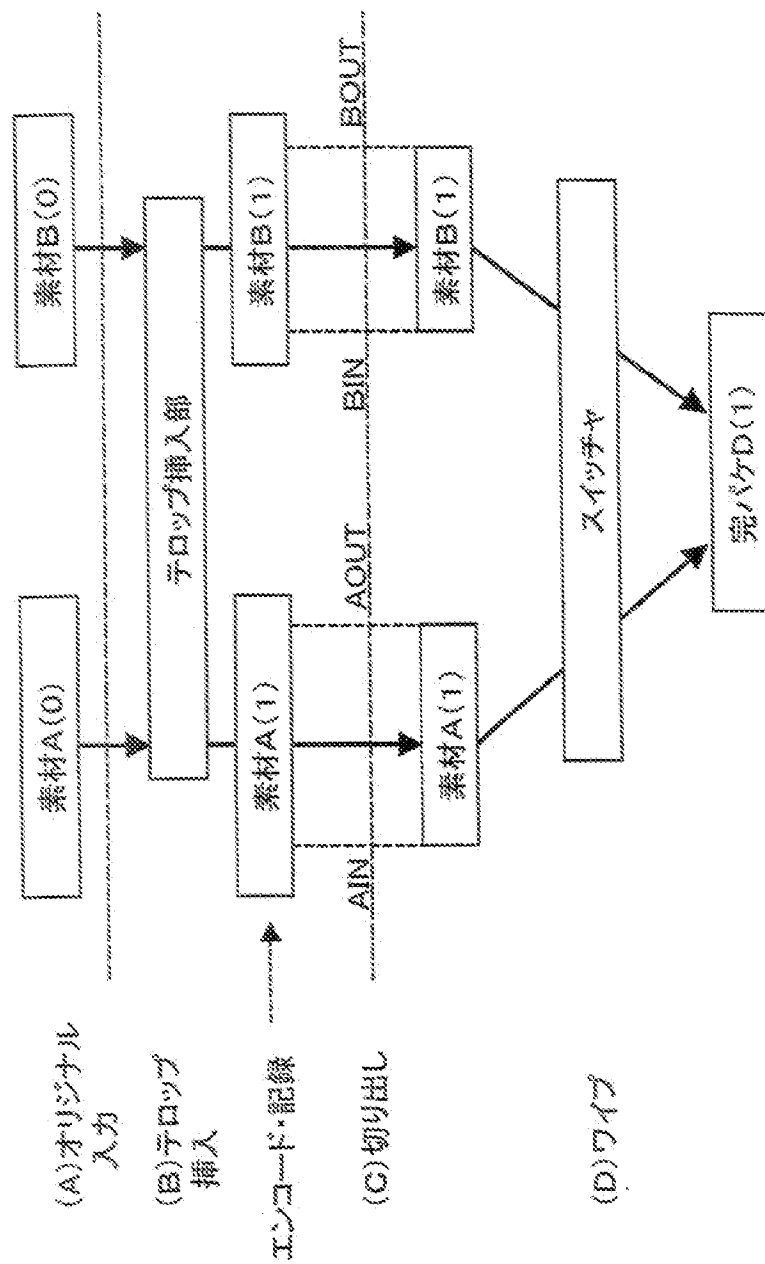 (A)オリジナル
入力
素材A(0)
素材B(0)
(B)テロップ
挿入
テロップ挿入部
エンコード・記録
素材A(1)
素材B(1)
(C)切り出し
AIN
AOUT
BIN
BOUT
素材A(1)
素材B(1)
(D)ワイプ
スイッチャ
完パケD(1)